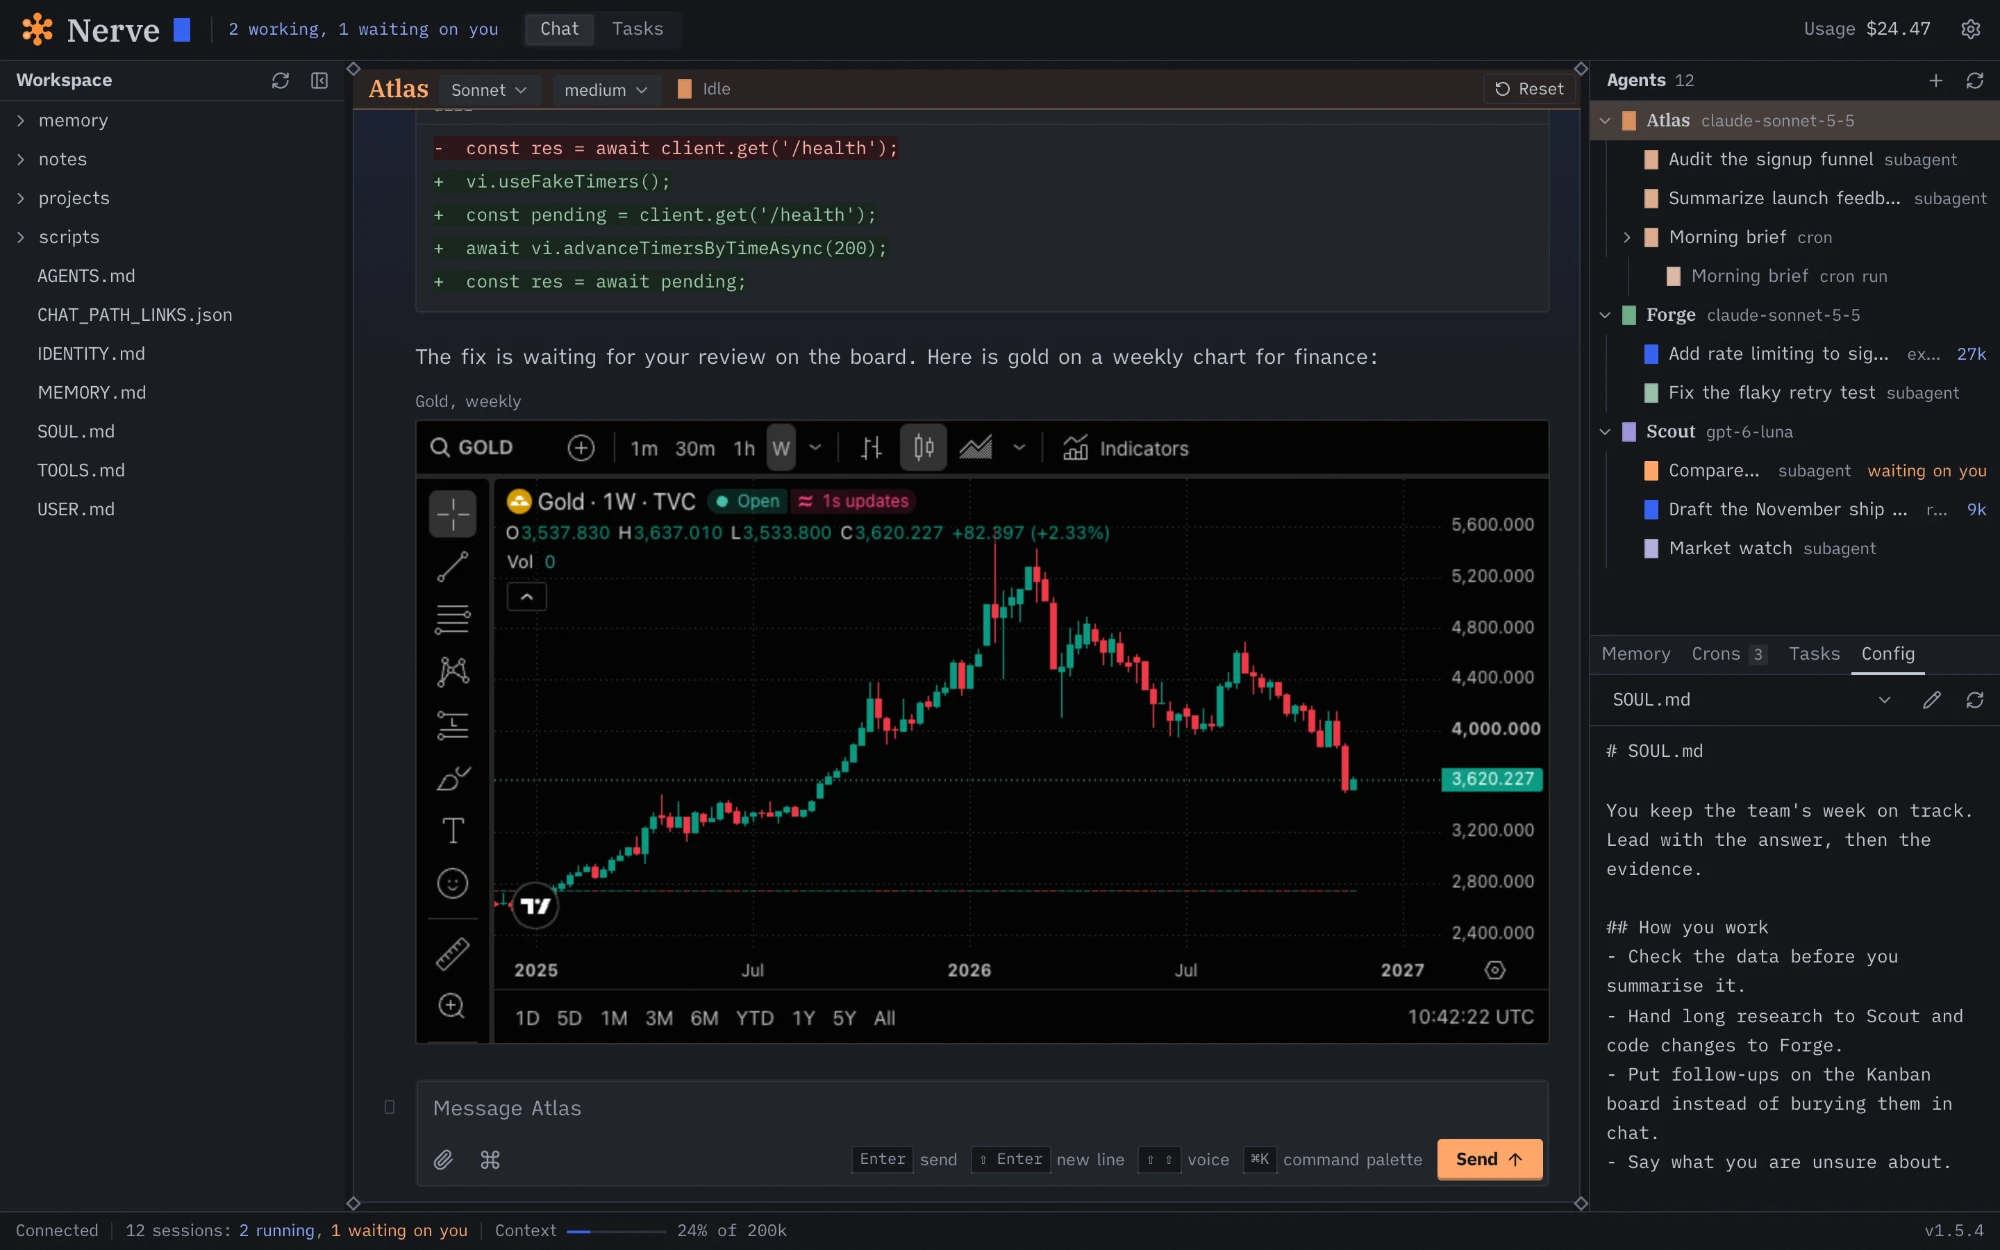 Nerve
2 working, 1 waiting on you
Chat
Tasks
Usage $24.47
Workspace
memory
notes
projects
scripts
AGENTS.md
CHAT_PATH_LINKS.json
IDENTITY.md
MEMORY.md
SOUL.md
TOOLS.md
USER.md
Atlas
Sonnet
medium
Idle
Reset
- const res = await client.get('/health');
+ vi.useFakeTimers();
+ const pending = client.get('/health');
+ await vi.advanceTimersByTimeAsync(200);
+ const res = await pending;
The fix is waiting for your review on the board. Here is gold on a weekly chart for finance:
Gold, weekly
GOLD
1m 30m 1h W
Indicators
Gold · 1W · TVC Open ≈ 1s updates
O3,537.830 H3,637.010 L3,533.800 C3,620.227 +82.397 (+2.33%)
Vol 0
5,600.000
5,200.000
4,800.000
4,400.000
4,000.000
3,620.227
3,200.000
2,800.000
2,400.000
2025 Jul 2026 Jul 2027
1D 5D 1M 3M 6M YTD 1Y 5Y All
10:42:22 UTC
Message Atlas
Enter send ⇧ Enter new line ⇧ ⇧ voice ⌘K command palette
Send ↑
Agents 12
Atlas claude-sonnet-5-5
Audit the signup funnel subagent
Summarize launch feedb... subagent
Morning brief cron
Morning brief cron run
Forge claude-sonnet-5-5
Add rate limiting to sig... ex... 27k
Fix the flaky retry test subagent
Scout gpt-6-luna
Compare... subagent waiting on you
Draft the November ship ... r... 9k
Market watch subagent
Memory Crons 3 Tasks Config
SOUL.md
# SOUL.md
You keep the team's week on track.
Lead with the answer, then the
evidence.
## How you work
- Check the data before you
summarise it.
- Hand long research to Scout and
code changes to Forge.
- Put follow-ups on the Kanban
board instead of burying them in
chat.
- Say what you are unsure about.
Connected
12 sessions: 2 running, 1 waiting on you
Context
24% of 200k
v1.5.4